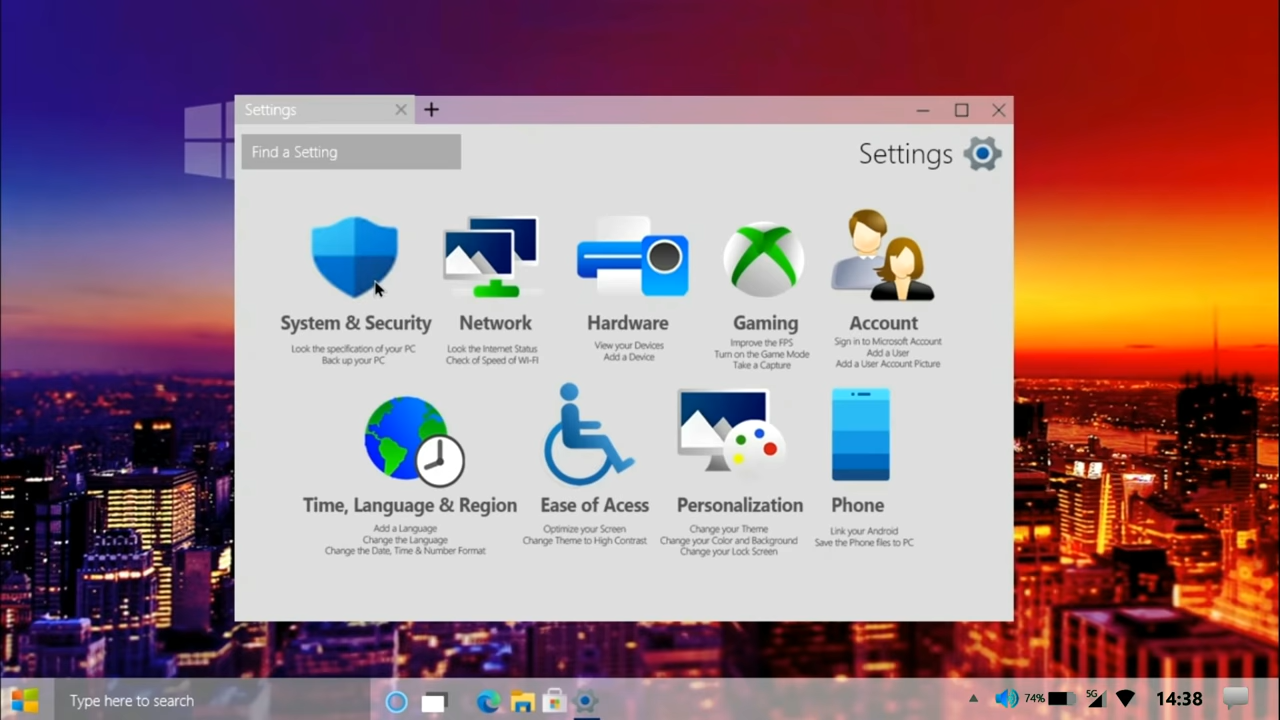 Settings
Find a Setting
Settings
System & Security
Look the specification of your PC
Back up your PC
Network
Look the Internet Status
Check of Speed of WI-FI
Hardware
View your Devices
Add a Device
Gaming
Improve the FPS
Turn on the Game Mode
Take a Capture
Account
Sign in to Microsoft Account
Add a User
Add a User Account Picture
Time, Language & Region
Add a Language
Change the Language
Change the Date, Time & Number Format
Ease of Acess
Optimize your Screen
Change Theme to High Contrast
Personalization
Change your Theme
Change your Color and Background
Change your Lock Screen
Phone
Link your Android
Save the Phone files to PC
Type here to search
74%
5G
14:38